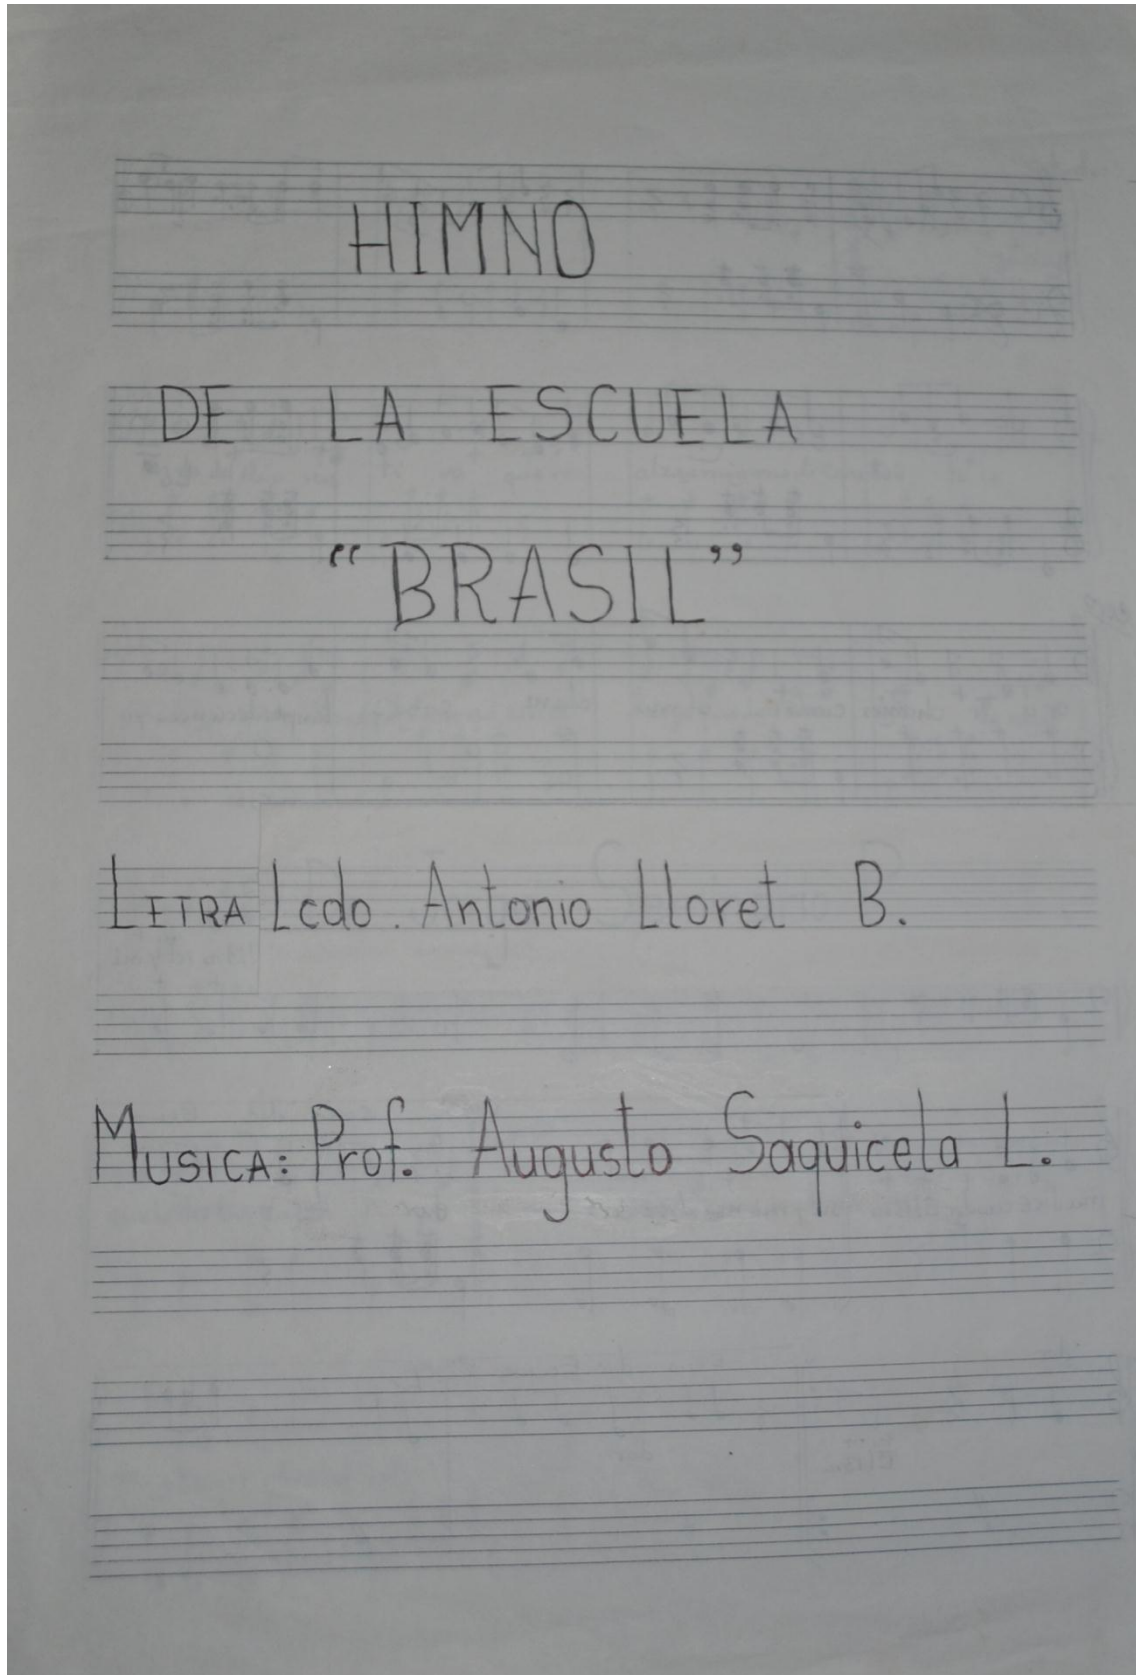 HIMNO
DE LA ESCUELA
“BRASIL”
LETRA Lcdo. Antonio Lloret B.
MUSICA: Prof. Augusto Saquicela L.